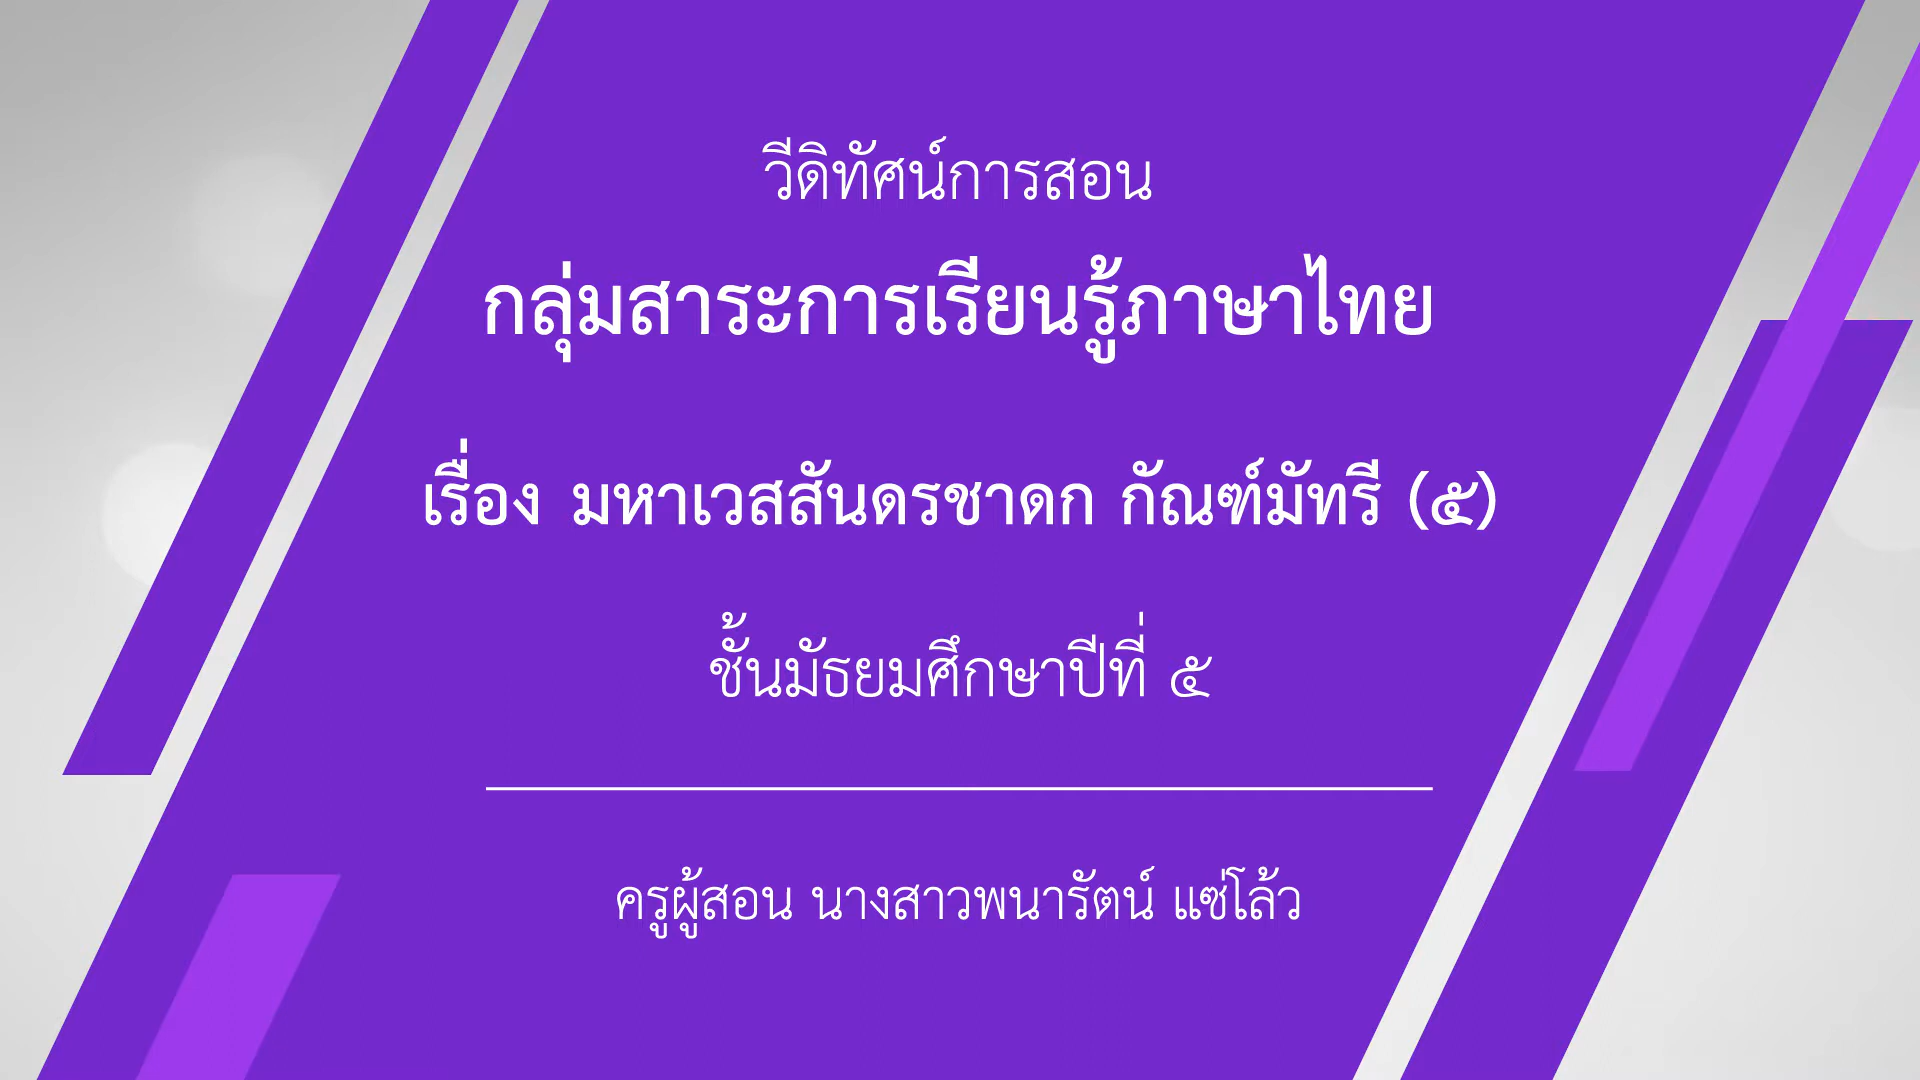 วีดิทัศน์การสอน
กลุ่มสาระการเรียนรู้ภาษาไทย
เรื่อง มหาเวสสันดรชาดก กัณฑ์มัทรี (๕)
ชั้นมัธยมศึกษาปีที่ ๕
ครูผู้สอน นางสาวพนารัตน์ แซ่โล้ว